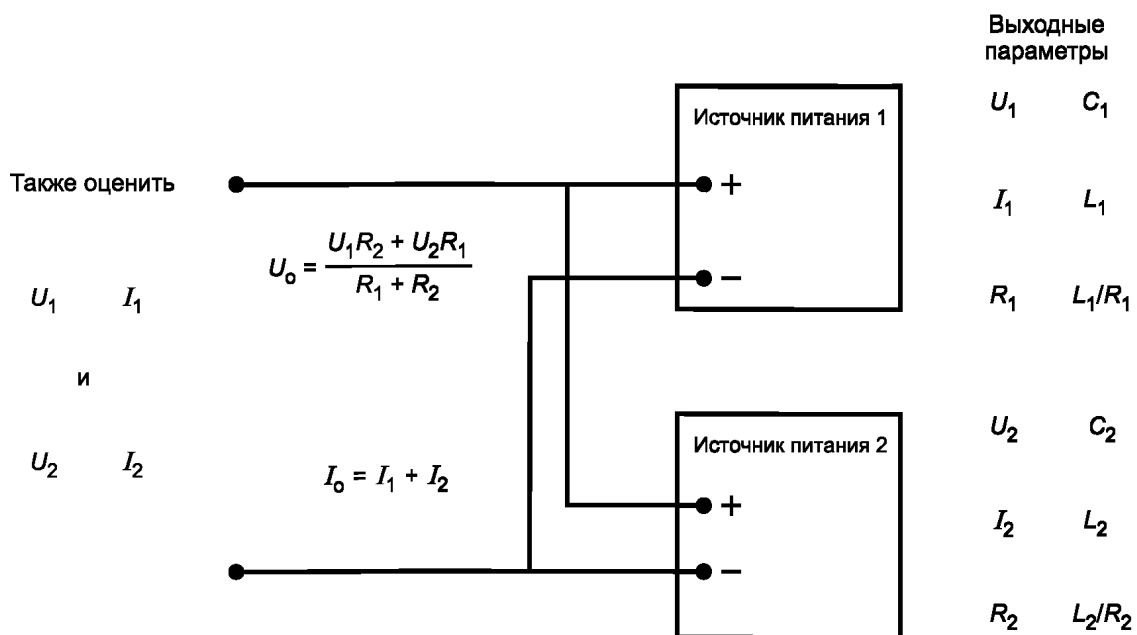 Выходные
параметры
Источник питания 1
U₁ C₁
Также оценить
+
I₁ L₁
Uₒ = (U₁R₂ + U₂R₁) / (R₁ + R₂)
−
U₁ I₁
R₁ L₁/R₁
и
Источник питания 2
U₂ C₂
U₂ I₂
Iₒ = I₁ + I₂
+
I₂ L₂
−
R₂ L₂/R₂